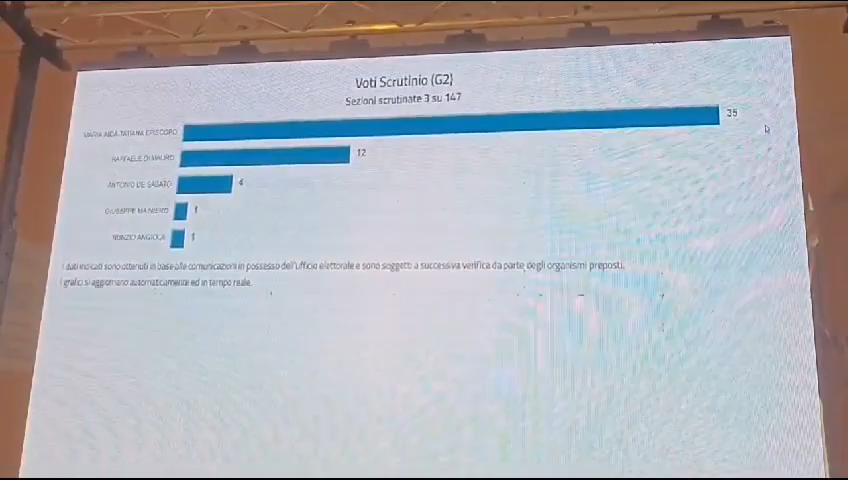 Voti Scrutinio (G2)
Sezioni scrutinate 3 su 147
MARIA AIDA TATIANA EPISCOPO 35
RAFFAELE DI MAURO 12
ANTONIO DE SABATO 4
GIUSEPPE MAINIERO 1
NUNZIO ANGIOLA 1
I dati indicati sono ottenuti in base alle comunicazioni in possesso dell'ufficio elettorale e sono soggetti a successiva verifica da parte degli organismi preposti.
I grafici si aggiornano automaticamente ed in tempo reale.